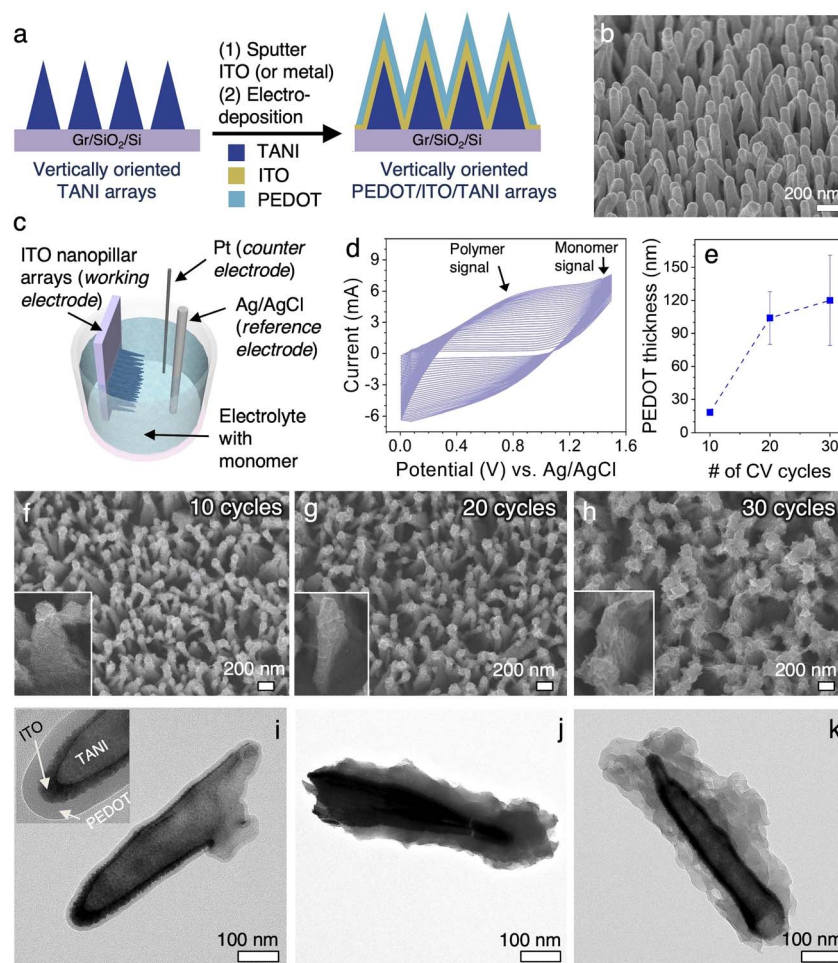 a
(1) Sputter
ITO (or metal)
(2) Electro-
deposition
Gr/SiO₂/Si
Vertically oriented
TANI arrays
TANI
ITO
PEDOT
Gr/SiO₂/Si
Vertically oriented
PEDOT/ITO/TANI arrays
b
200 nm
c
ITO nanopillar
arrays (working
electrode)
Pt (counter
electrode)
Ag/AgCl
(reference
electrode)
Electrolyte
with
monomer
d
Polymer
signal
Monomer
signal
Current (mA)
9
6
3
0
-3
-6
0.0
0.4
0.8
1.2
1.6
Potential (V) vs. Ag/AgCl
e
PEDOT thickness (nm)
150
120
90
60
30
0
10
20
30
# of CV cycles
f
10 cycles
200 nm
g
20 cycles
200 nm
h
30 cycles
200 nm
ITO
TANI
PEDOT
i
100 nm
j
100 nm
k
100 nm